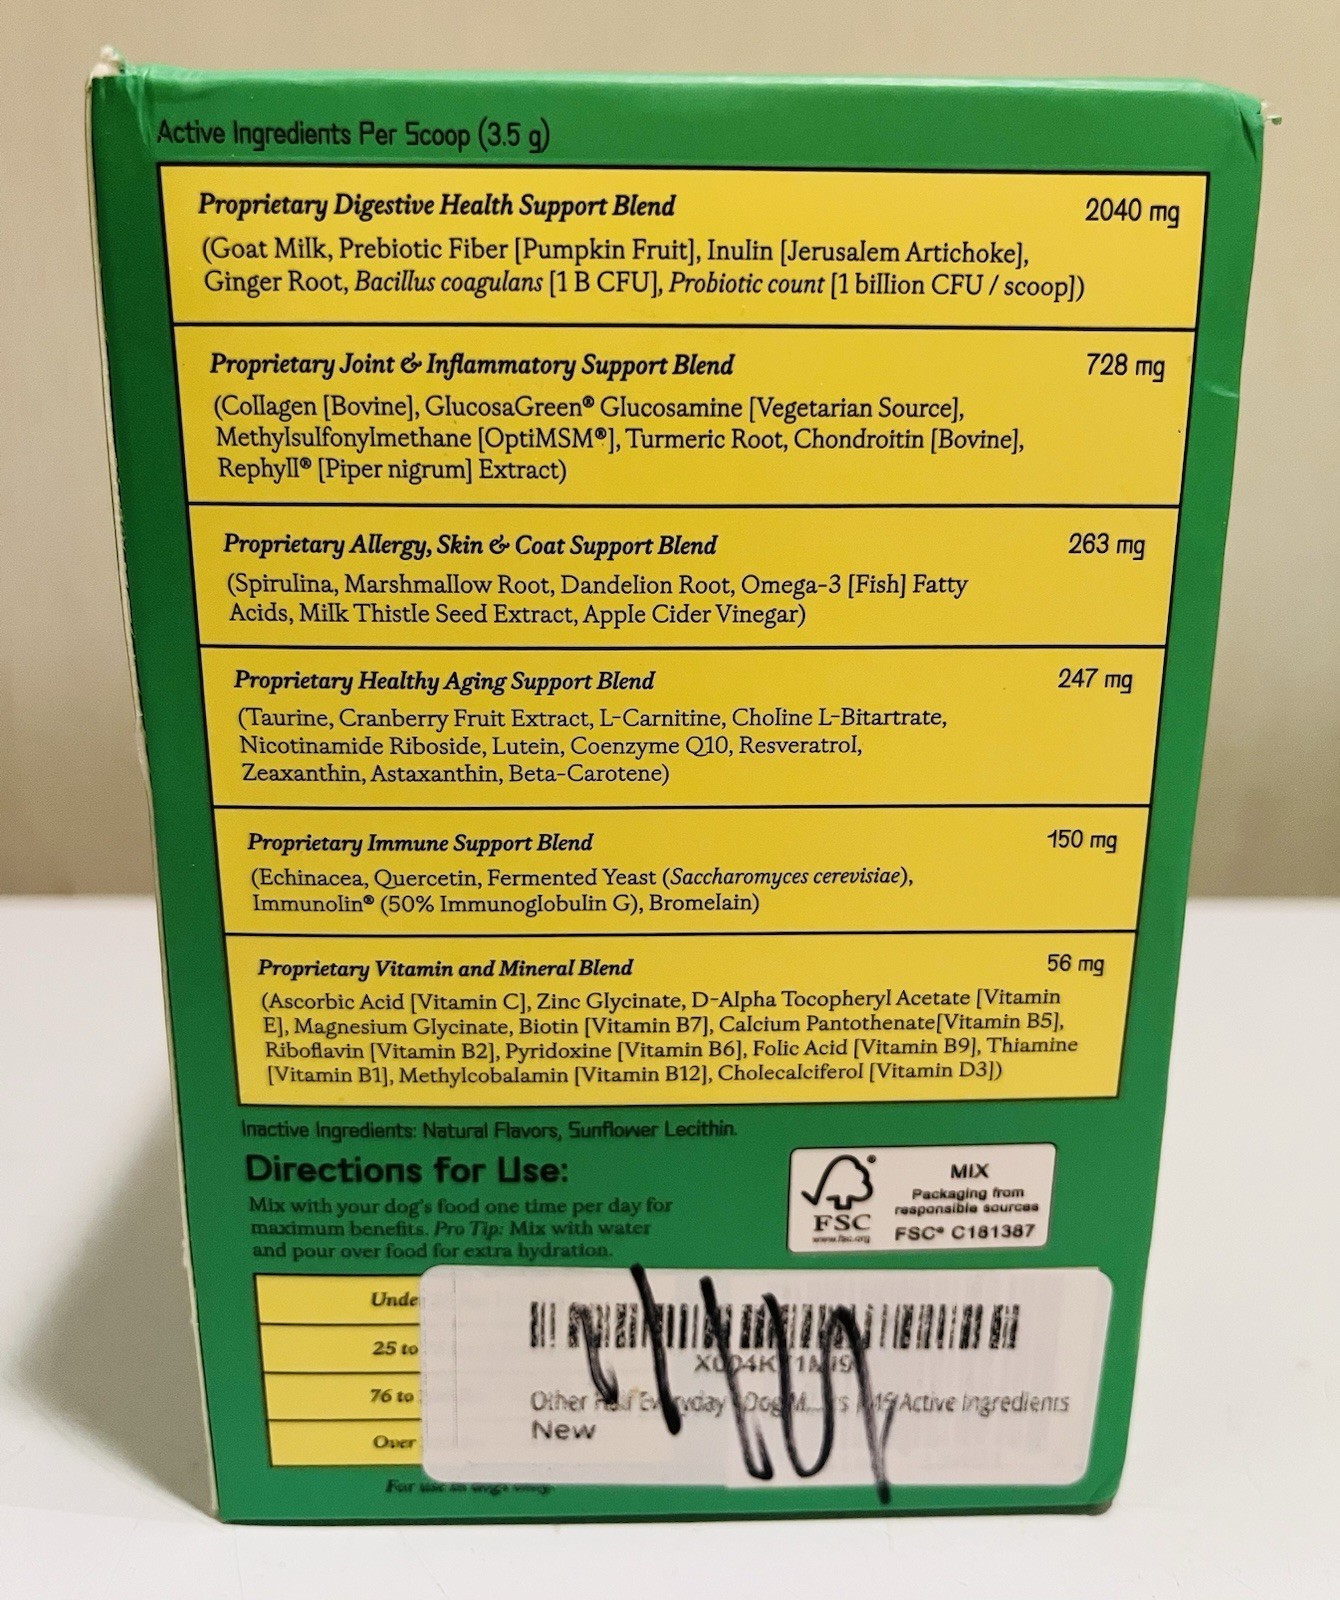 Active Ingredients Per Scoop (3.5 g)
Proprietary Digestive Health Support Blend 2040 mg
(Goat Milk, Prebiotic Fiber [Pumpkin Fruit], Inulin [Jerusalem Artichoke],
Ginger Root, Bacillus coagulans [1 B CFU], Probiotic count [1 billion CFU / scoop])
Proprietary Joint & Inflammatory Support Blend 728 mg
(Collagen [Bovine], GlucosaGreen® Glucosamine [Vegetarian Source],
Methylsulfonylmethane [OptiMSM®], Turmeric Root, Chondroitin [Bovine],
Rephyll® [Piper nigrum] Extract)
Proprietary Allergy, Skin & Coat Support Blend 263 mg
(Spirulina, Marshmallow Root, Dandelion Root, Omega-3 [Fish] Fatty
Acids, Milk Thistle Seed Extract, Apple Cider Vinegar)
Proprietary Healthy Aging Support Blend 247 mg
(Taurine, Cranberry Fruit Extract, L-Carnitine, Choline L-Bitartrate,
Nicotinamide Riboside, Lutein, Coenzyme Q10, Resveratrol,
Zeaxanthin, Astaxanthin, Beta-Carotene)
Proprietary Immune Support Blend 150 mg
(Echinacea, Quercetin, Fermented Yeast (Saccharomyces cerevisiae),
Immunolin® (50% Immunoglobulin G), Bromelain)
Proprietary Vitamin and Mineral Blend 56 mg
(Ascorbic Acid [Vitamin C], Zinc Glycinate, D-Alpha Tocopheryl Acetate [Vitamin
E], Magnesium Glycinate, Biotin [Vitamin B7], Calcium Pantothenate[Vitamin B5],
Riboflavin [Vitamin B2], Pyridoxine [Vitamin B6], Folic Acid [Vitamin B9], Thiamine
[Vitamin B1], Methylcobalamin [Vitamin B12], Cholecalciferol [Vitamin D3])
Inactive Ingredients: Natural Flavors, Sunflower Lecithin.
Directions for Use:
Mix with your dog's food one time per day for
maximum benefits. Pro Tip: Mix with water
and pour over food for extra hydration.
FSC
www.fsc.org
MIX
Packaging from
responsible sources
FSC® C181387
25 to
76 to
Over
Other Everyday Dog Active Ingredients
New
For use in dogs only.